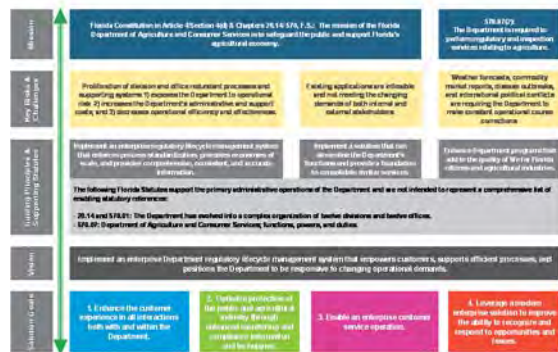 Mission
Florida Constitution in Article 4(Section 4d) & Chapters 20.14/570, F.S.: The mission of the Florida
Department of Agriculture and Consumer Services is to safeguard the public and support Florida's
agricultural economy.
570.07(2):
The Department is required to
perform regulatory and inspection
services relating to agriculture.
Key Risks &
Challenges
Proliferation of division and office redundant processes and
supporting systems 1) exposes the Department to operational
risk 2) increases the Department's administrative and support
costs, and 3) decreases operational efficiency and effectiveness.
Existing applications are inflexible
and not meeting the changing
demands of both internal and
external stakeholders
Weather forecasts, commodity
market reports, disease outbreaks,
and international political conflicts
are requiring the Department to
make constant operational course
corrections
Guiding Principles &
Supporting Statutes
Implement an enterprise regulatory lifecycle management system
that enforces process standardization, provides economies of
scale, and provides comprehensive, consistent, and accurate
information.
Implement a solution that can
streamline the Department's
functions and provide a foundation
to consolidate similar services
Enhance Department programs that
add to the quality of life for Florida
citizens and agricultural industries.
The following Florida Statutes support the primary administrative operations of the Department and are not intended to represent a comprehensive list of
enabling statutory references:
- 20.14 and 570.01: The Department has evolved into a complex organization of twelve divisions and twelve offices.
- 570.07: Department of Agriculture and Consumer Services; functions, powers, and duties.
Vision
Implement an enterprise Department regulatory lifecycle management system that empowers customers, supports efficient processes, and
positions the Department to be responsive to changing operational demands.
Solution Goals
1. Enhance the customer
experience in all interactions
both with and within the
Department.
2. Optimize protection of
the public and agricultural
industry through
enhanced monitoring and
compliance information
and techniques.
3. Enable an enterprise customer
service operation.
4. Leverage a modern
enterprise solution to improve
the ability to recognize and
respond to opportunities and
issues.